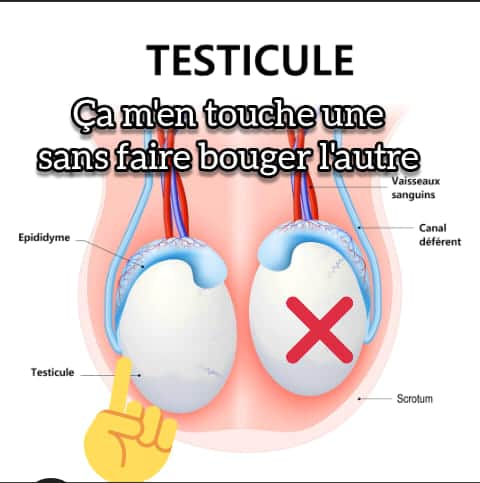 TESTICULE
Ça m'en touche une
sans faire bouger l'autre
Vaisseaux
sanguins
Epididyme
Canal
déférent
Testicule
Scrotum